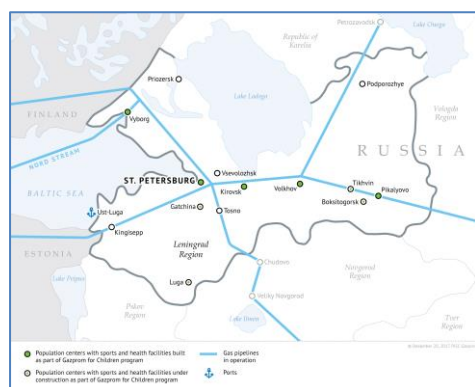 Petrozavodsk
Lake Onega
Republic of
Karelia
Priozersk
Podporozhye
Lake Ladoga
Vologda
Region
FINLAND
Vyborg
RUSSIA
NORD STREAM
Vsevolozhsk
ST. PETERSBURG
Kirovsk
Volkhov
Tikhvin
Pikalyovo
BALTIC SEA
Boksitogorsk
Ust-Luga
Gatchina
Tosno
Kingisepp
Leningrad
Region
ESTONIA
Chudovo
Luga
Novgorod
Region
Lake Peipus
Pskov
Region
Veliky Novgorod
Lake Ilmen
Tver
Region
Population centers with sports and health facilities built
as part of Gazprom for Children program
Gas pipelines
in operation
Population centers with sports and health facilities under
construction as part of Gazprom for Children program
Ports